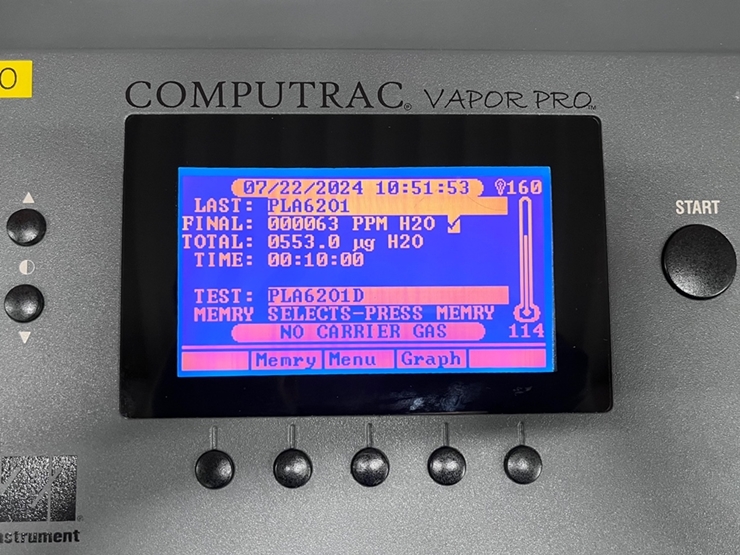 O
COMPUTRAC® VAPOR PRO™
07/22/2024 10:51:53 160
LAST: PLA6201
FINAL: 000063 PPM H2O ✓
TOTAL: 0553.0 µg H2O
TIME: 00:10:00
TEST: PLA6201D
MEMRY SELECTS-PRESS MEMRY
NO CARRIER GAS 114
Memry Menu Graph
START
nstrument